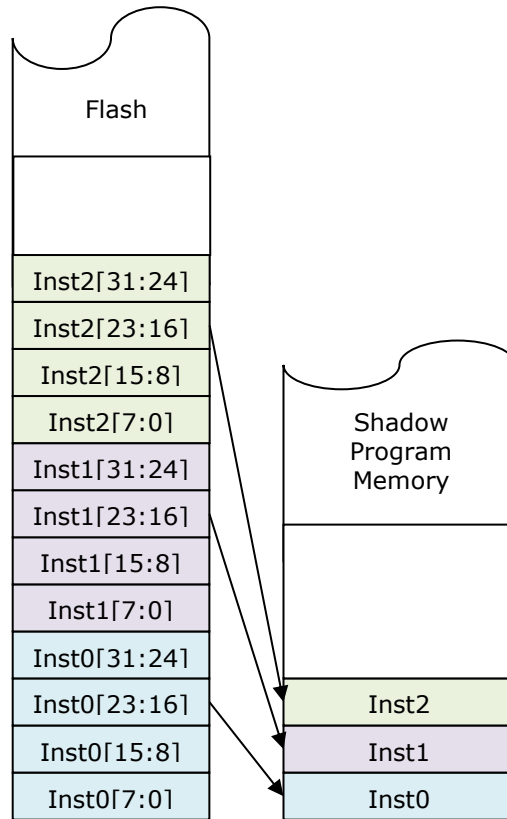 Flash
Inst2[31:24]
Inst2[23:16]
Inst2[15:8]
Inst2[7:0]
Inst1[31:24]
Inst1[23:16]
Inst1[15:8]
Inst1[7:0]
Inst0[31:24]
Inst0[23:16]
Inst0[15:8]
Inst0[7:0]
Shadow
Program
Memory
Inst2
Inst1
Inst0